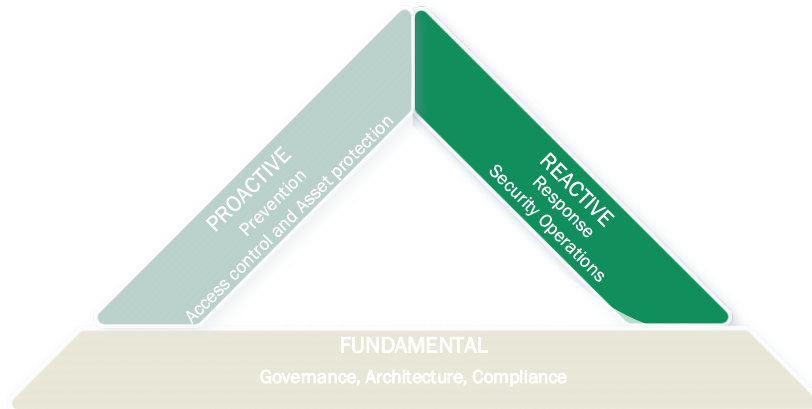 PROACTIVE
Prevention
Access control and Asset protection
REACTIVE
Response
Security Operations
FUNDAMENTAL
Governance, Architecture, Compliance